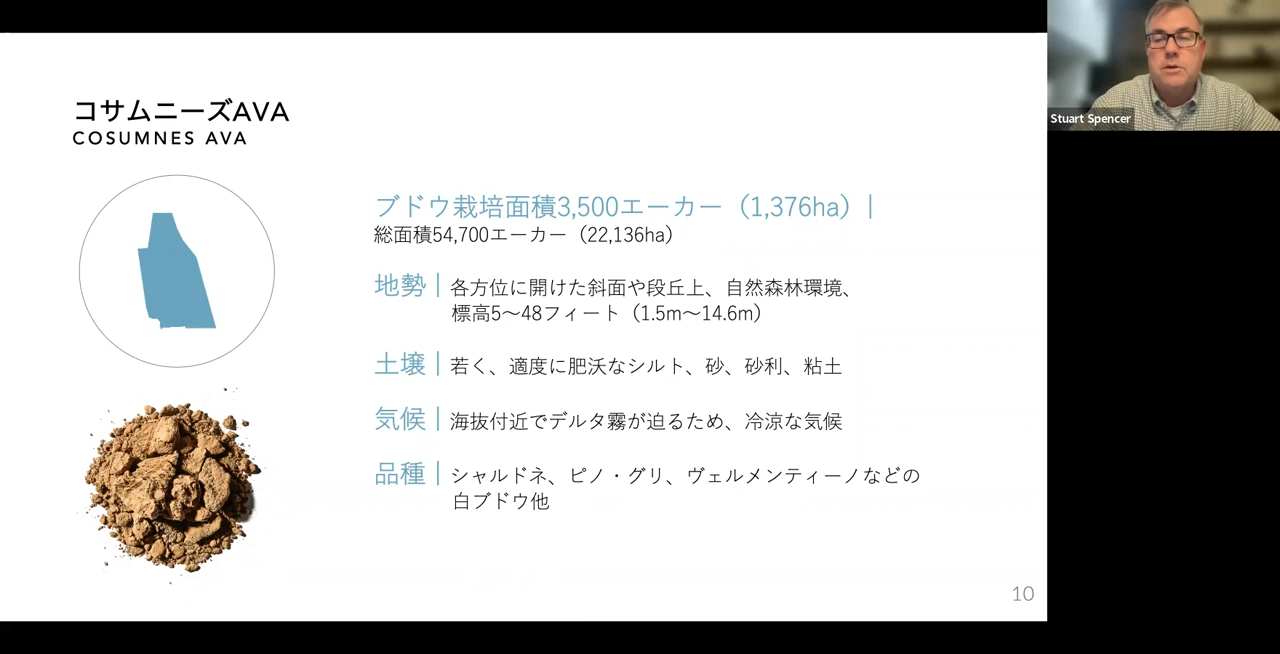 コサムニーズAVA
COSUMNES AVA
ブドウ栽培面積3,500エーカー（1,376ha）|
総面積54,700エーカー（22,136ha）
地勢 | 各方位に開けた斜面や段丘上、自然森林環境、
標高5～48フィート（1.5m～14.6m）
土壌 | 若く、適度に肥沃なシルト、砂、砂利、粘土
気候 | 海抜付近でデルタ霧が迫るため、冷涼な気候
品種 | シャルドネ、ピノ・グリ、ヴェルメンティーノなどの
白ブドウ他
10
Stuart Spencer